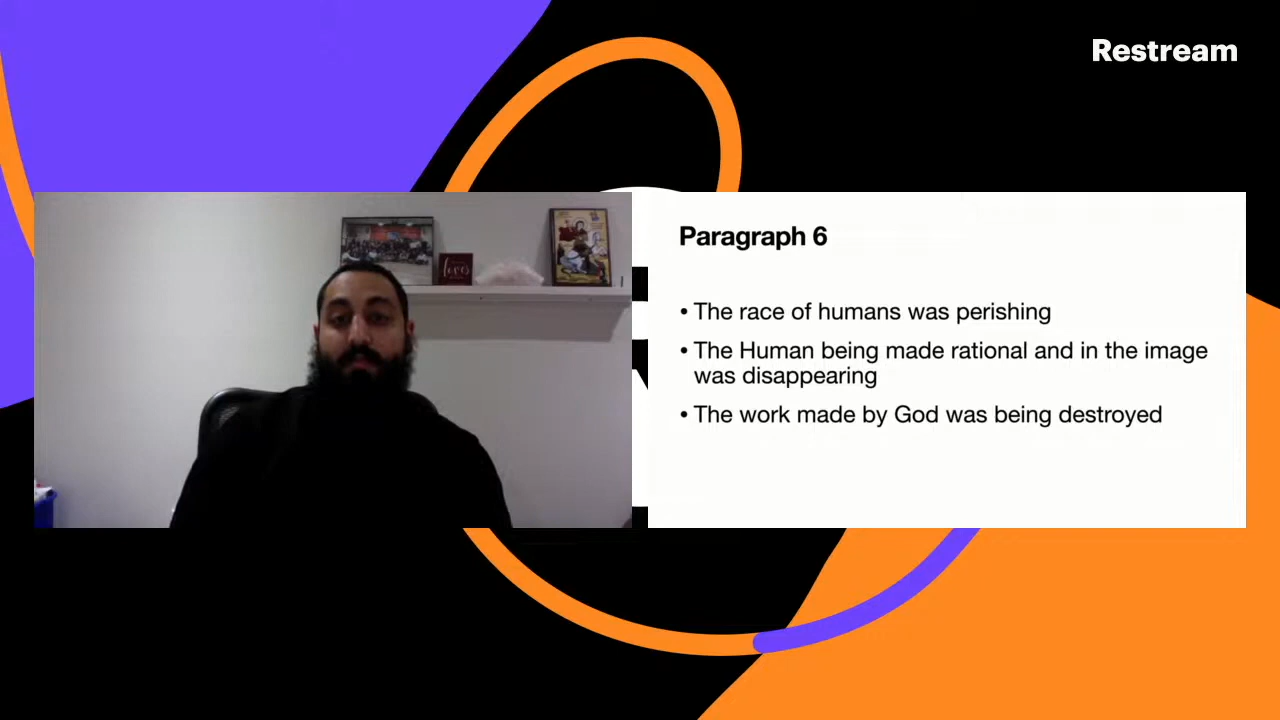 Restream
loves
Paragraph 6
• The race of humans was perishing
• The Human being made rational and in the image
was disappearing
• The work made by God was being destroyed